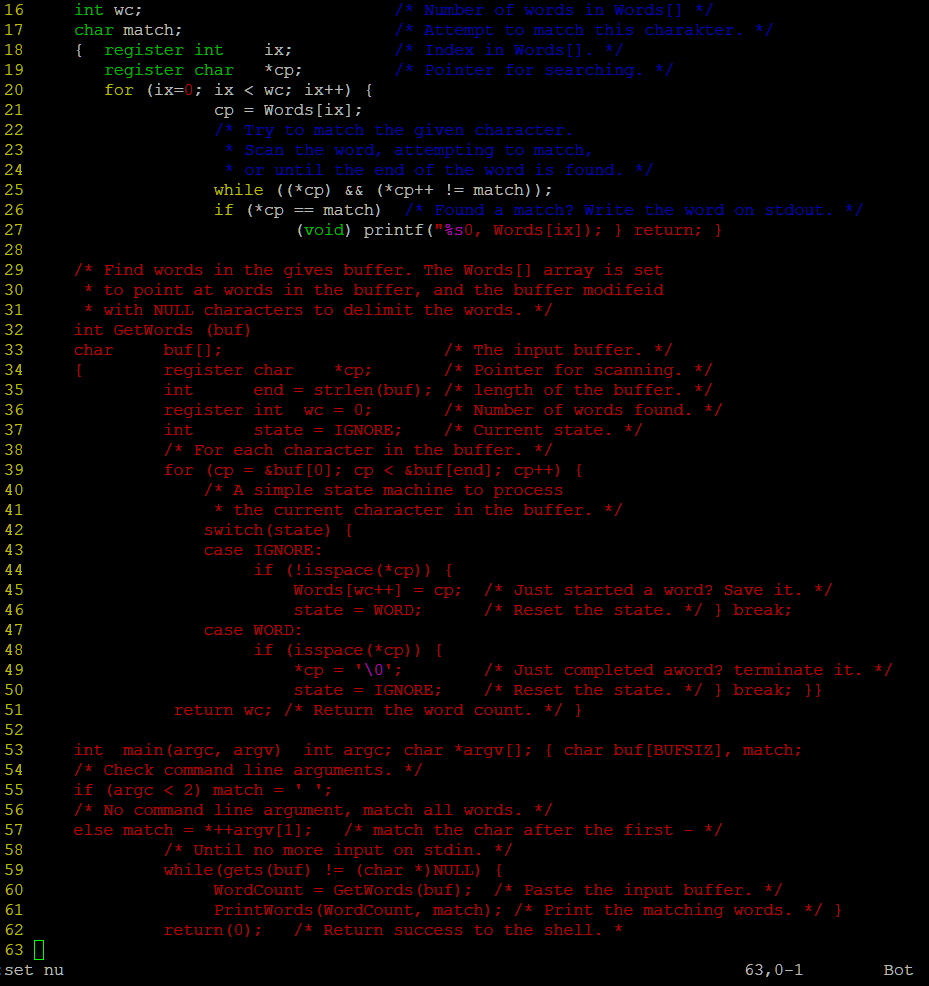 16     int wc;                         /* Number of words in Words[] */
17     char match;                     /* Attempt to match this charakter. */
18     {  register int    ix;          /* Index in Words[]. */
19        register char   *cp;         /* Pointer for searching. */
20        for (ix=0; ix < wc; ix++) {
21                   cp = Words[ix];
22                   /* Try to match the given character.
23                    * Scan the word, attempting to match,
24                    * or until the end of the word is found. */
25                   while ((*cp) && (*cp++ != match));
26                   if (*cp == match)  /* Found a match? Write the word on stdout. */
27                           (void) printf("%s0, Words[ix]); } return; }
28
29     /* Find words in the gives buffer. The Words[] array is set
30      * to point at words in the buffer, and the buffer modifeid
31      * with NULL characters to delimit the words. */
32     int GetWords (buf)
33     char     buf[];                      /* The input buffer. */
34     {        register char    *cp;       /* Pointer for scanning. */
35              int      end = strlen(buf); /* length of the buffer. */
36              register int  wc = 0;       /* Number of words found. */
37              int      state = IGNORE;    /* Current state. */
38              /* For each character in the buffer. */
39              for (cp = &buf[0]; cp < &buf[end]; cp++) {
40                  /* A simple state machine to process
41                   * the current character in the buffer. */
42                  switch(state) {
43                  case IGNORE:
44                       if (!isspace(*cp)) {
45                           Words[wc++] = cp;  /* Just started a word? Save it. */
46                           state = WORD;      /* Reset the state. */ } break;
47                  case WORD:
48                       if (isspace(*cp)) {
49                           *cp = '\0';        /* Just completed aword? terminate it. */
50                           state = IGNORE;    /* Reset the state. */ } break; }}
51               return wc; /* Return the word count. */ }
52
53     int  main(argc, argv)  int argc; char *argv[]; { char buf[BUFSIZ], match;
54     /* Check command line arguments. */
55     if (argc < 2) match = ' ';
56     /* No command line argument, match all words. */
57     else match = *++argv[1];   /* match the char after the first - */
58              /* Until no more input on stdin. */
59              while(gets(buf) != (char *)NULL) {
60                   WordCount = GetWords(buf);  /* Paste the input buffer. */
61                   PrintWords(WordCount, match); /* Print the matching words. */ }
62              return(0);   /* Return success to the shell. *
63
:set nu                                                                    63,0-1        Bot